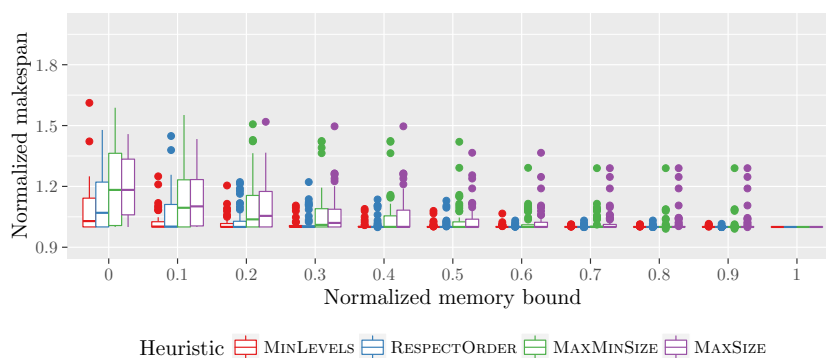 Normalized makespan
1.8
1.5
1.2
0.9
0 0.1 0.2 0.3 0.4 0.5 0.6 0.7 0.8 0.9 1
Normalized memory bound
Heuristic MINLEVELS RESPECTORDER MAXMINSIZE MAXSIZE